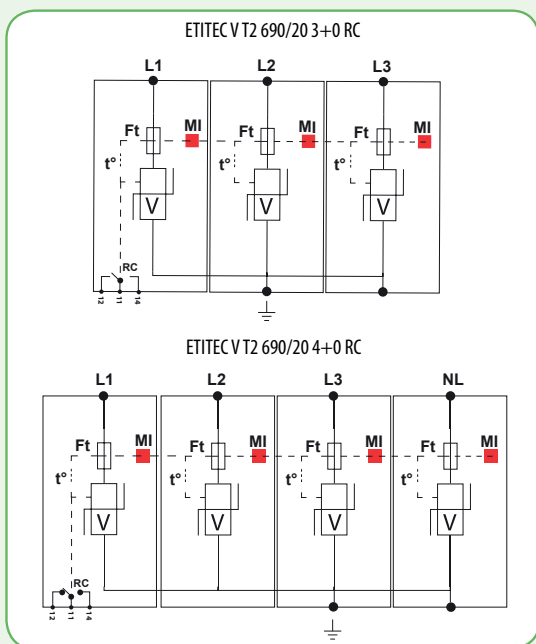 ETITEC V T2 690/20 3+0 RC
L1 L2 L3
Ft MI Ft MI Ft MI
t° t° t°
V V V
RC
12 11 14
ETITEC V T2 690/20 4+0 RC
L1 L2 L3 NL
Ft MI Ft MI Ft MI Ft MI
t° t° t° t°
V V V V
RC
12 11 14